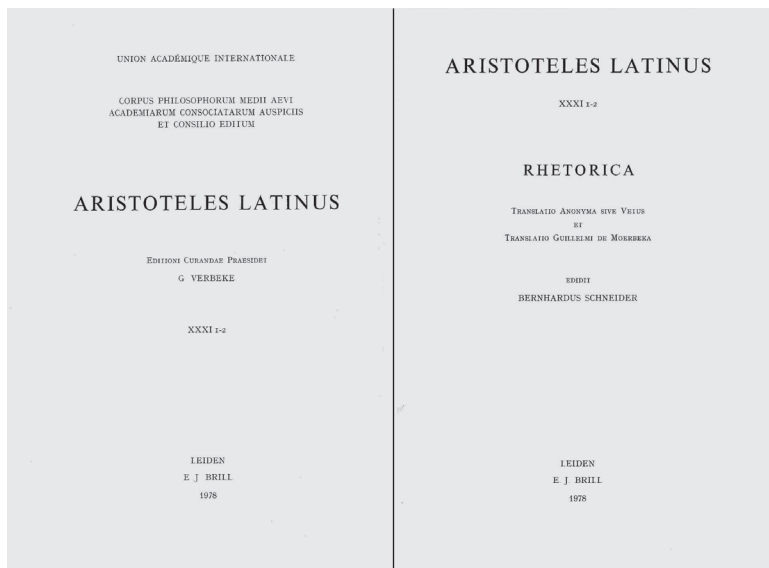 UNION ACADÉMIQUE INTERNATIONALE
CORPUS PHILOSOPHORUM MEDII AEVI
ACADEMIARUM CONSOCIATARUM AUSPICIIS
ET CONSILIO EDITUM
ARISTOTELES LATINUS
EDITIONI CURANDAE PRAESIDET
G VERBEKE
XXXI 1-2
LEIDEN
E J BRILL
1978
ARISTOTELES LATINUS
XXXI 1-2
RHETORICA
TRANSLATIO ANONYMA SIVE VETUS
ET
TRANSLATIO GUILLELMI DE MOERBEKA
EDIDIT
BERNHARDUS SCHNEIDER
LEIDEN
E. J. BRILL
1978